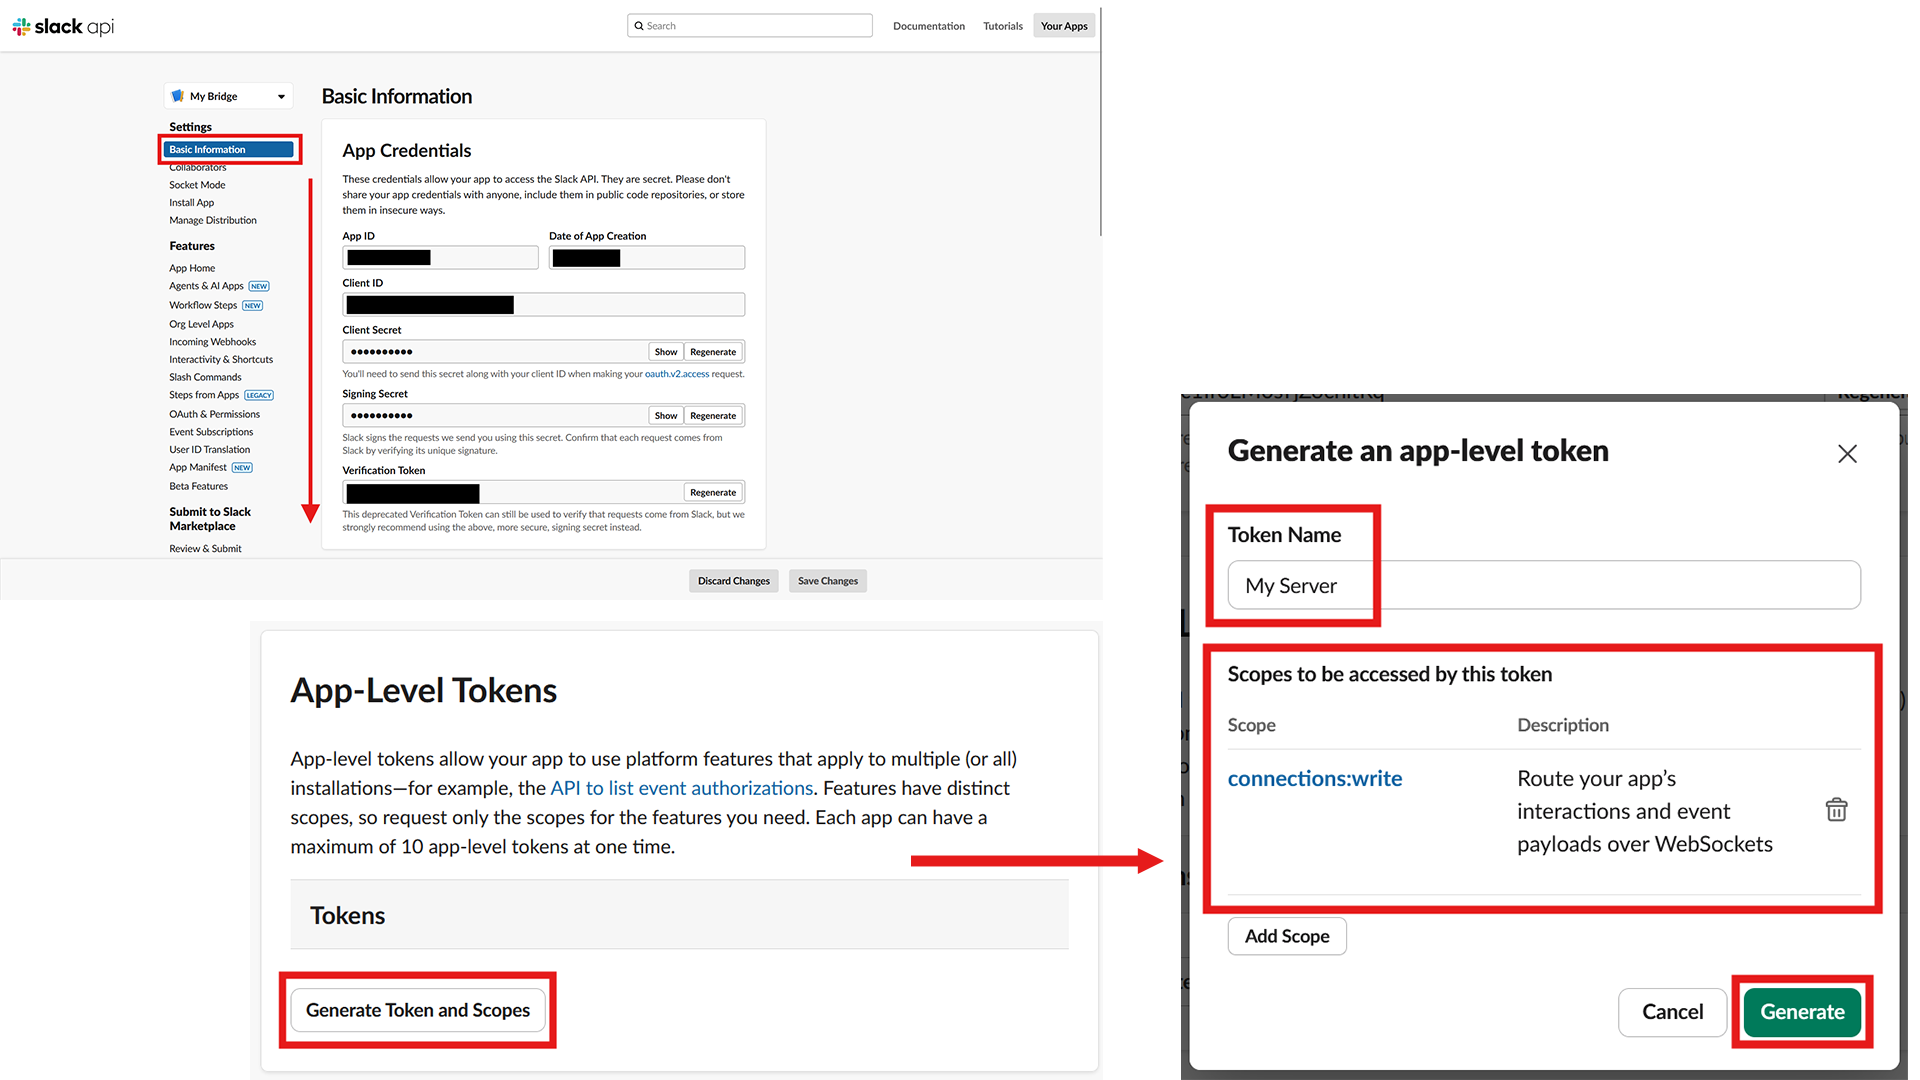 slack api
Search
Documentation
Tutorials
Your Apps
My Bridge
Settings
Basic Information
Collaborators
Socket Mode
Install App
Manage Distribution
Features
App Home
Agents & AI Apps NEW
Workflow Steps NEW
Org Level Apps
Incoming Webhooks
Interactivity & Shortcuts
Slash Commands
Steps from Apps LEGACY
OAuth & Permissions
Event Subscriptions
User ID Translation
App Manifest NEW
Beta Features
Submit to Slack
Marketplace
Review & Submit
Basic Information
App Credentials
These credentials allow your app to access the Slack API. They are secret. Please don't
share your app credentials with anyone, include them in public code repositories, or store
them in insecure ways.
App ID
Date of App Creation
Client ID
Client Secret
●●●●●●●●●●
Show
Regenerate
You'll need to send this secret along with your client ID when making your oauth.v2.access request.
Signing Secret
●●●●●●●●●●
Show
Regenerate
Slack signs the requests we send you using this secret. Confirm that each request comes from
Slack by verifying its unique signature.
Verification Token
Regenerate
This deprecated Verification Token can still be used to verify that requests come from Slack, but we
strongly recommend using the above, more secure, signing secret instead.
Discard Changes
Save Changes
App-Level Tokens
App-level tokens allow your app to use platform features that apply to multiple (or all)
installations—for example, the API to list event authorizations. Features have distinct
scopes, so request only the scopes for the features you need. Each app can have a
maximum of 10 app-level tokens at one time.
Tokens
Generate Token and Scopes
Generate an app-level token
Token Name
My Server
Scopes to be accessed by this token
Scope
Description
connections:write
Route your app's
interactions and event
payloads over WebSockets
Add Scope
Cancel
Generate